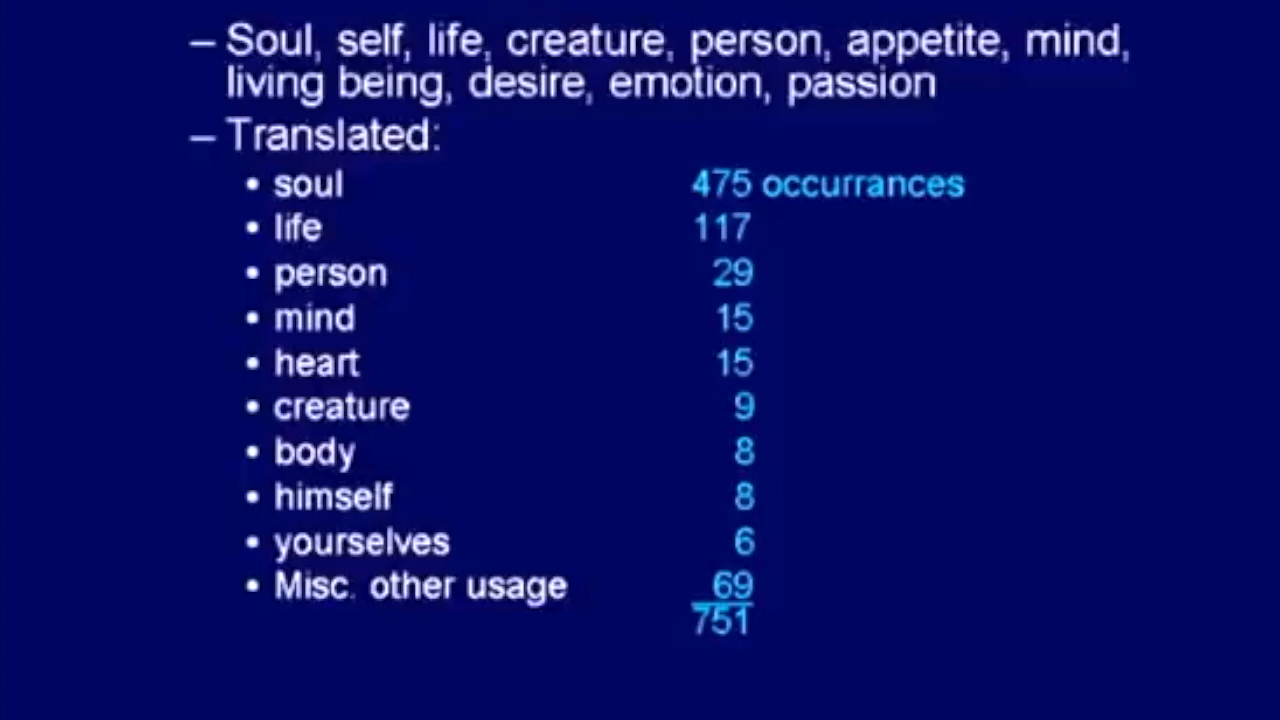 – Soul, self, life, creature, person, appetite, mind,
living being, desire, emotion, passion
– Translated:
• soul 475 occurrances
• life 117
• person 29
• mind 15
• heart 15
• creature 9
• body 8
• himself 8
• yourselves 6
• Misc. other usage 69
751